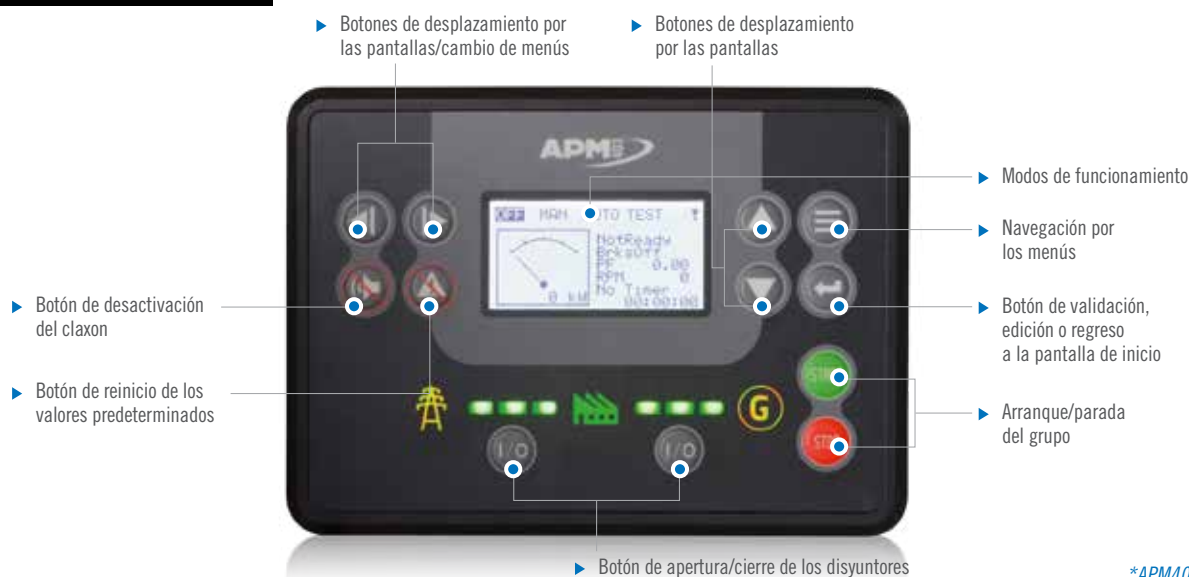 Botones de desplazamiento por
las pantallas/cambio de menús
Botones de desplazamiento
por las pantallas
APM
Modos de funcionamiento
OFF MAN AUTO TEST
NotReady
BrksOff
PF 0.00
RPM 0
No Timer
00:00:00
0 kW
Navegación por
los menús
Botón de desactivación
del claxon
Botón de validación,
edición o regreso
a la pantalla de inicio
Botón de reinicio de los
valores predeterminados
START
STOP
Arranque/parada
del grupo
G
I/O
I/O
Botón de apertura/cierre de los disyuntores
*APM40